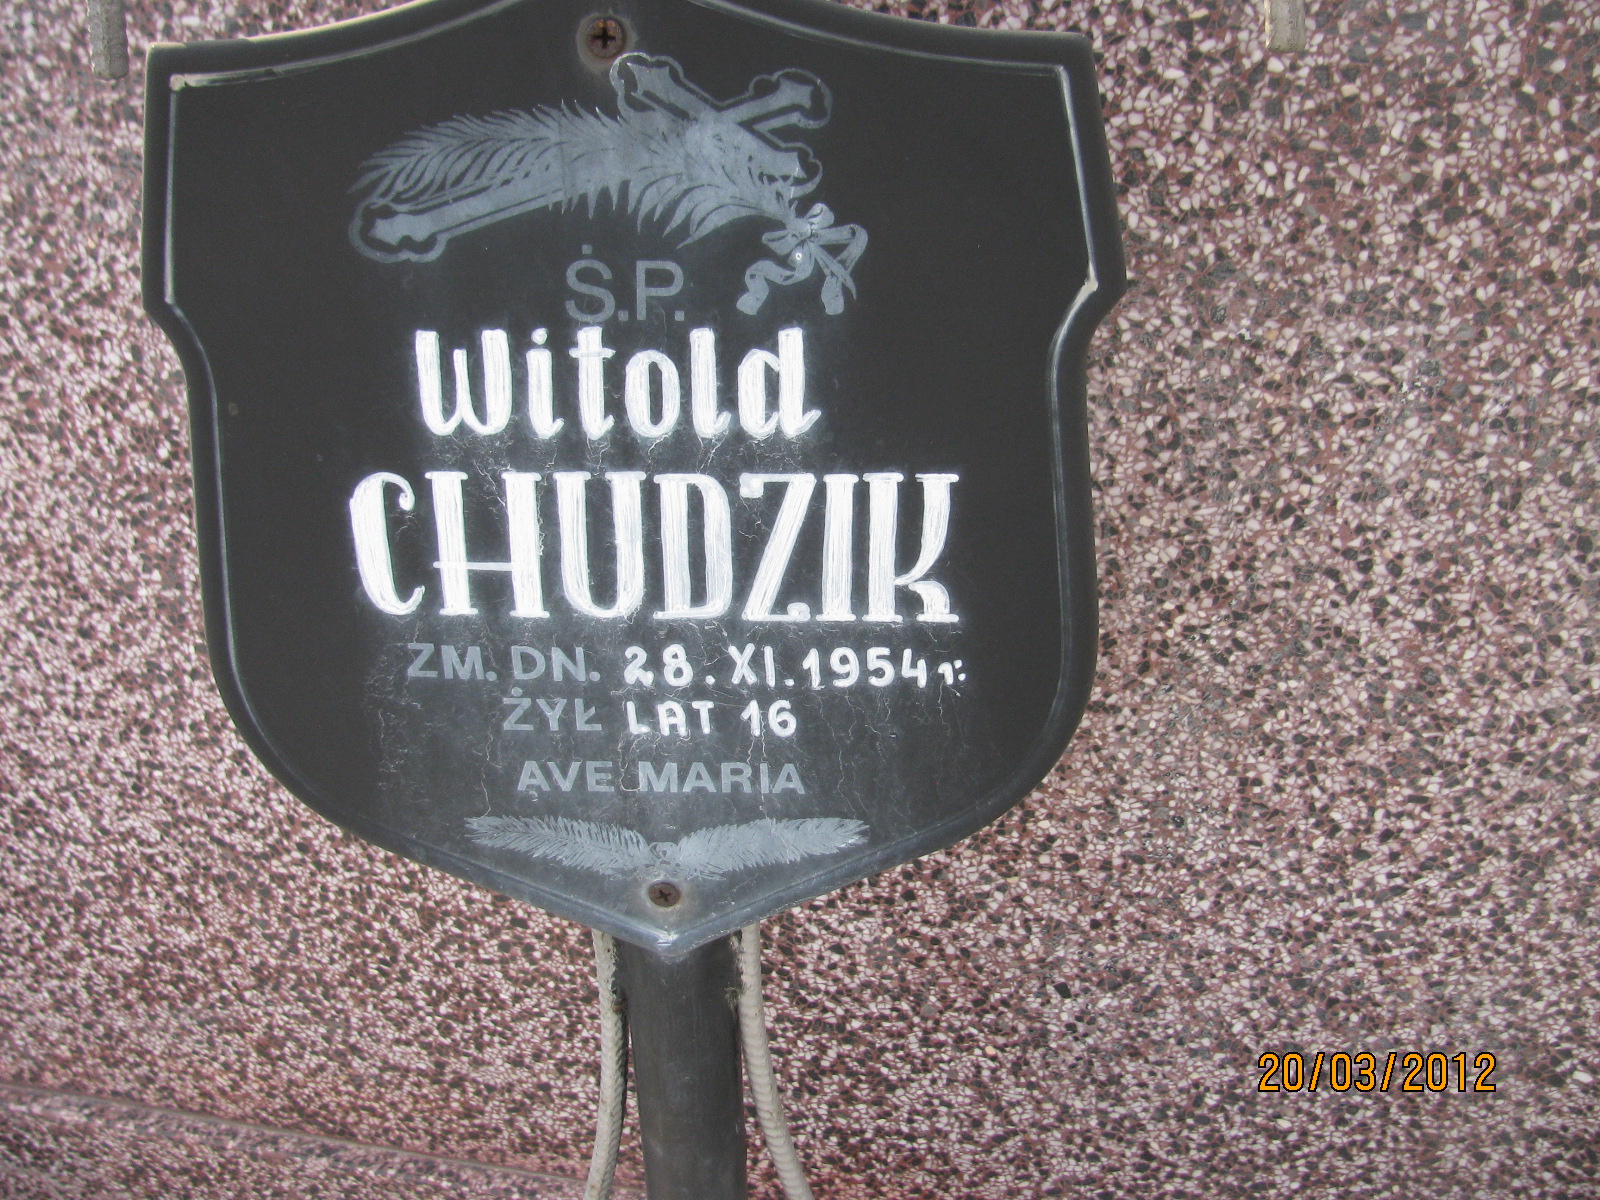 Ś.P.
Witold
CHUDZIK
ZM. DN. 28. XI. 1954 r.
ŻYŁ LAT 16
AVE MARIA
20/03/2012